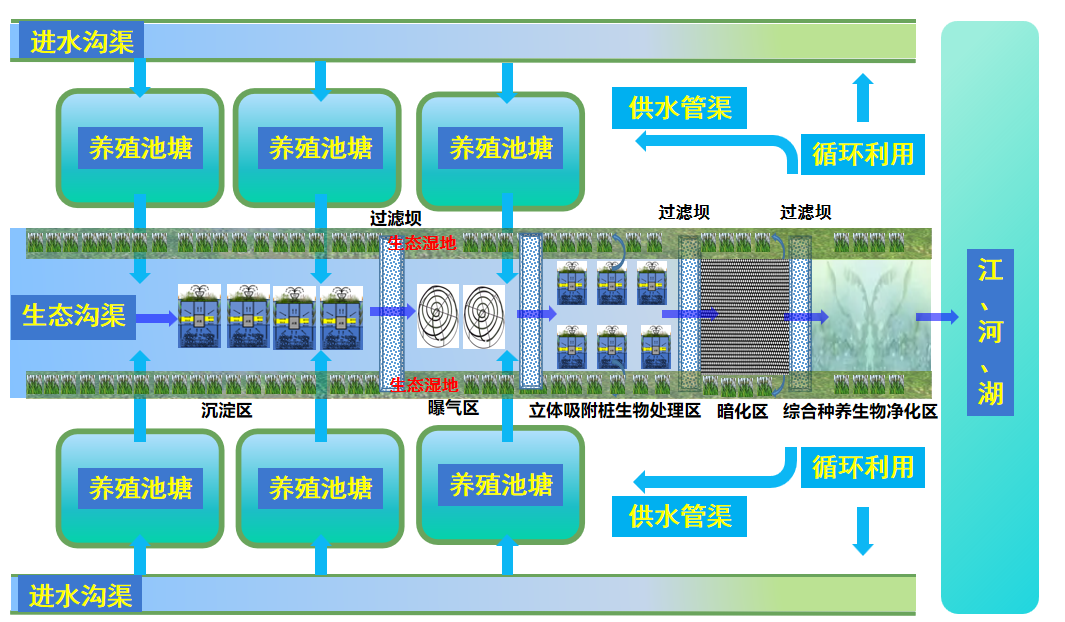 进水沟渠
供水管渠
养殖池塘
养殖池塘
养殖池塘
循环利用
过滤坝
过滤坝
过滤坝
生态湿地
生态沟渠
江、河、湖
生态湿地
沉淀区
曝气区
立体吸附桩生物处理区
暗化区
综合种养生物净化区
养殖池塘
养殖池塘
养殖池塘
循环利用
供水管渠
进水沟渠